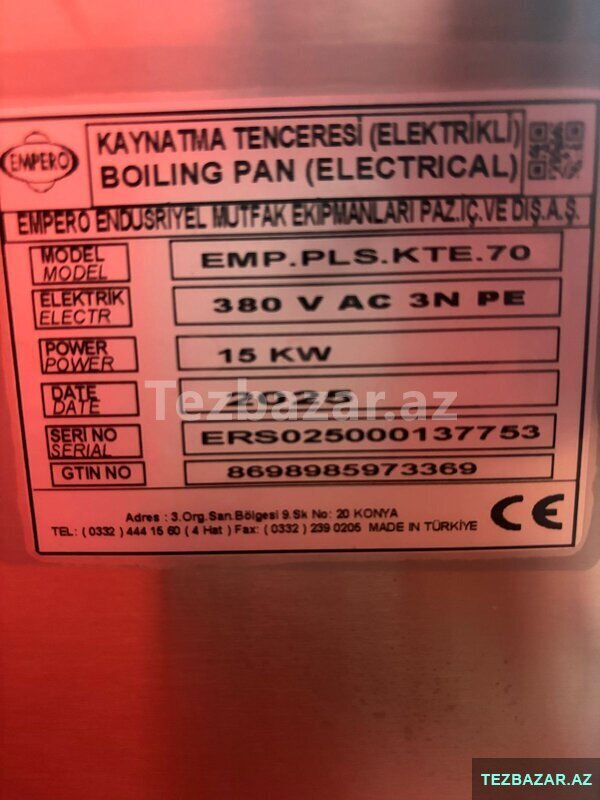 EMPERO
KAYNATMA TENCERESİ (ELEKTRİKLİ)
BOILING PAN (ELECTRICAL)
EMPERO ENDUSRİYEL MUTFAK EKİPMANLARI PAZ.İÇ.VE DIŞ.A.Ş.
MODEL
MODEL
EMP.PLS.KTE.70
ELEKTRİK
ELECTR
380 V AC 3N PE
POWER
POWER
15 KW
DATE
DATE
2025
Tezbazar.az
SERİ NO
SERIAL
ERS025000137753
GTIN NO
8698985973369
Adres : 3.Org.San.Bölgesi 9.Sk No: 20 KONYA
TEL: ( 0332 ) 444 15 60 ( 4 Hat ) Fax: ( 0332 ) 239 0205 MADE IN TÜRKİYE
CE
TEZBAZAR.AZ